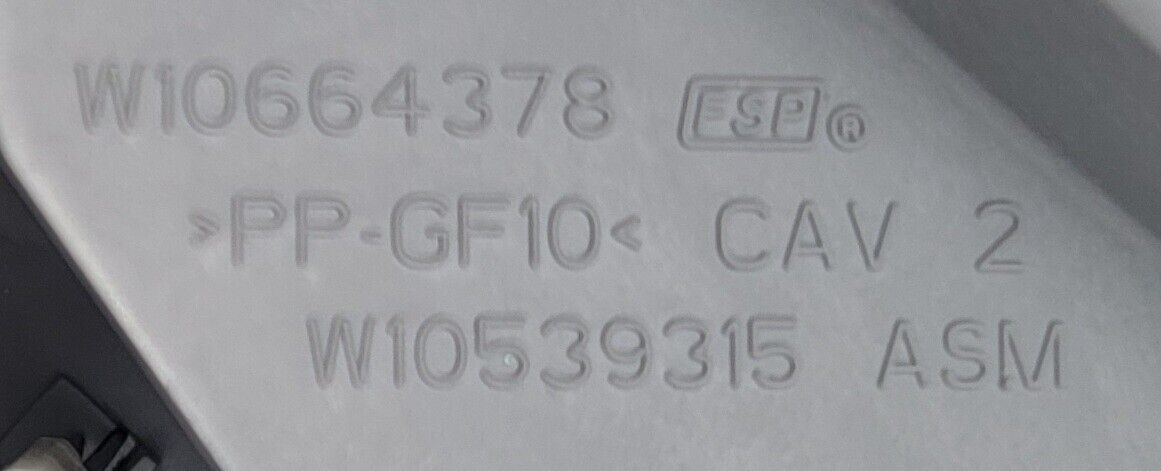 W10664378 ESP®
>PP-GF10< CAV 2
W10539315 ASM